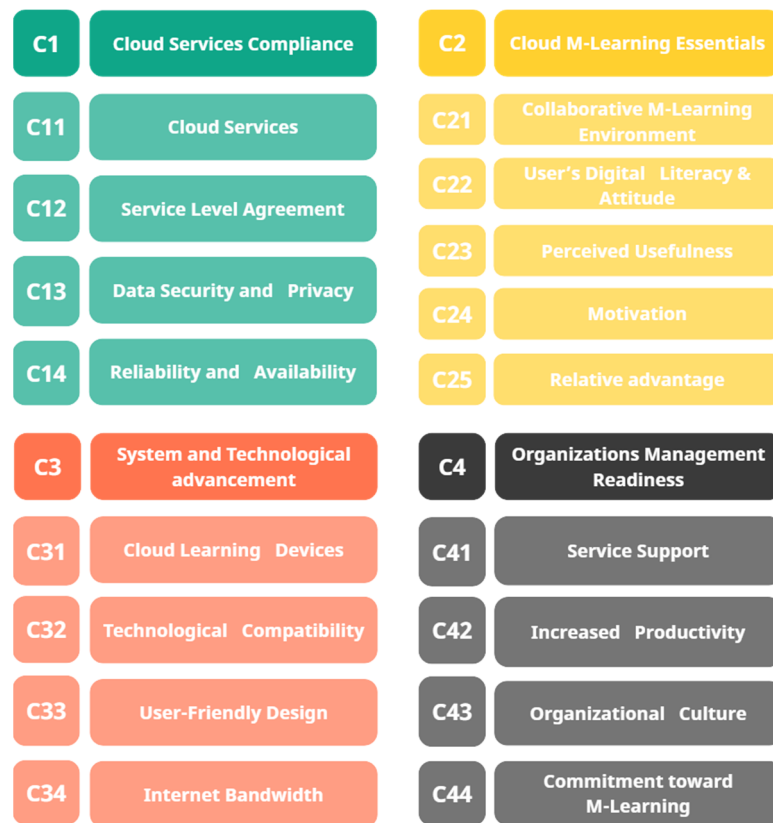 C1
Cloud Services Compliance
C11
Cloud Services
C12
Service Level Agreement
C13
Data Security and Privacy
C14
Reliability and Availability
C2
Cloud M-Learning Essentials
C21
Collaborative M-Learning
Environment
C22
User's Digital Literacy &
Attitude
C23
Perceived Usefulness
C24
Motivation
C25
Relative advantage
C3
System and Technological
advancement
C31
Cloud Learning Devices
C32
Technological Compatibility
C33
User-Friendly Design
C34
Internet Bandwidth
C4
Organizations Management
Readiness
C41
Service Support
C42
Increased Productivity
C43
Organizational Culture
C44
Commitment toward
M-Learning